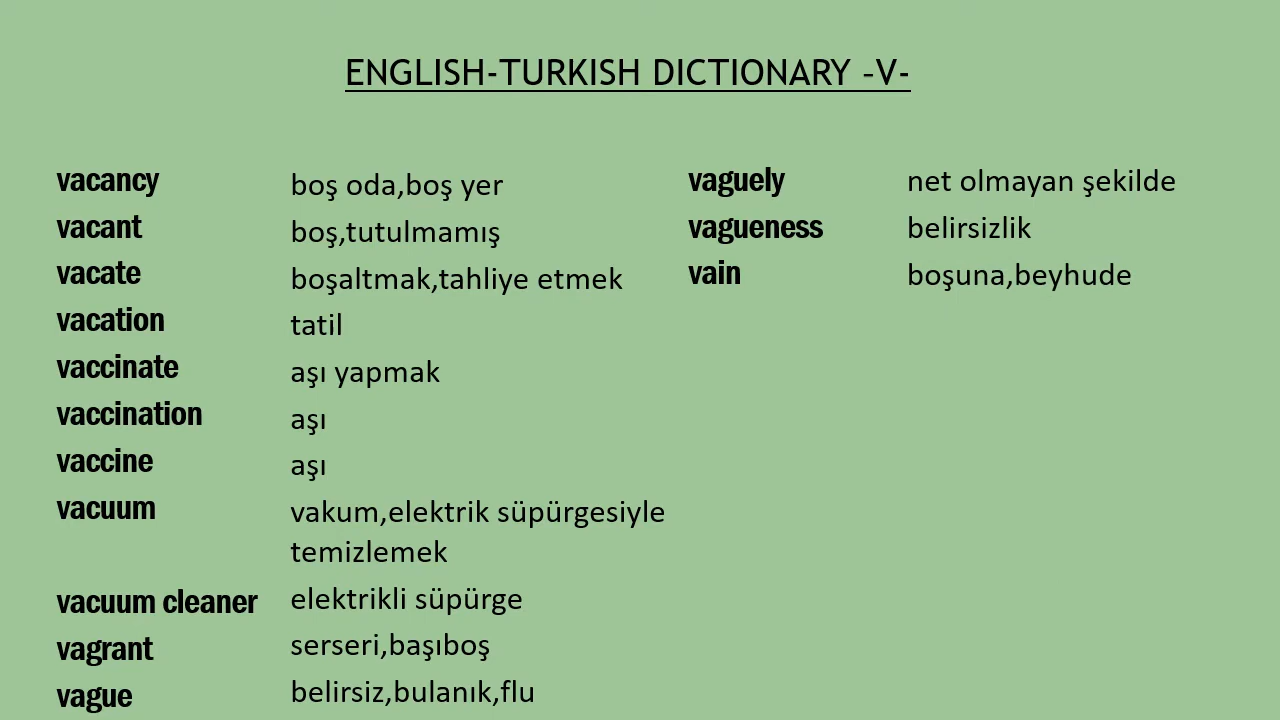 ENGLISH-TURKISH DICTIONARY –V-
vacancy boş oda,boş yer
vacant boş,tutulmamış
vacate boşaltmak,tahliye etmek
vacation tatil
vaccinate aşı yapmak
vaccination aşı
vaccine aşı
vacuum vakum,elektrik süpürgesiyle
temizlemek
vacuum cleaner elektrikli süpürge
vagrant serseri,başıboş
vague belirsiz,bulanık,flu
vaguely net olmayan şekilde
vagueness belirsizlik
vain boşuna,beyhude